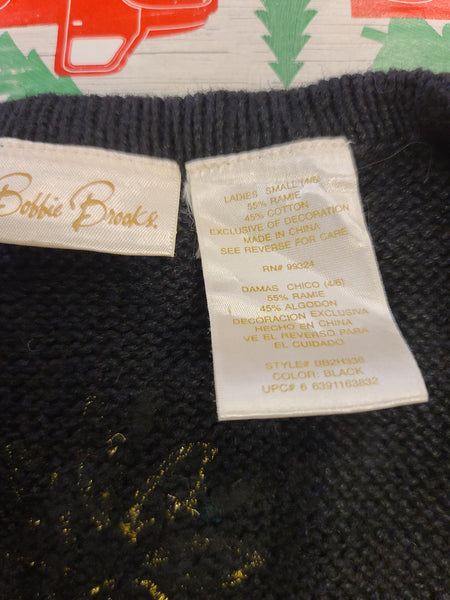 Bobbie Brooks.
LADIES SMALL (4/6)
55% RAMIE
45% COTTON
EXCLUSIVE OF DECORATION
MADE IN CHINA
SEE REVERSE FOR CARE
RN# 99324
DAMAS CHICO (4/6)
55% RAMIE
45% ALGODON
DECORACION EXCLUSIVA
HECHO EN CHINA
VE EL REVERSO PARA
EL CUIDADO
STYLE# BB2H336
COLOR: BLACK
UPC# 6 6391163832